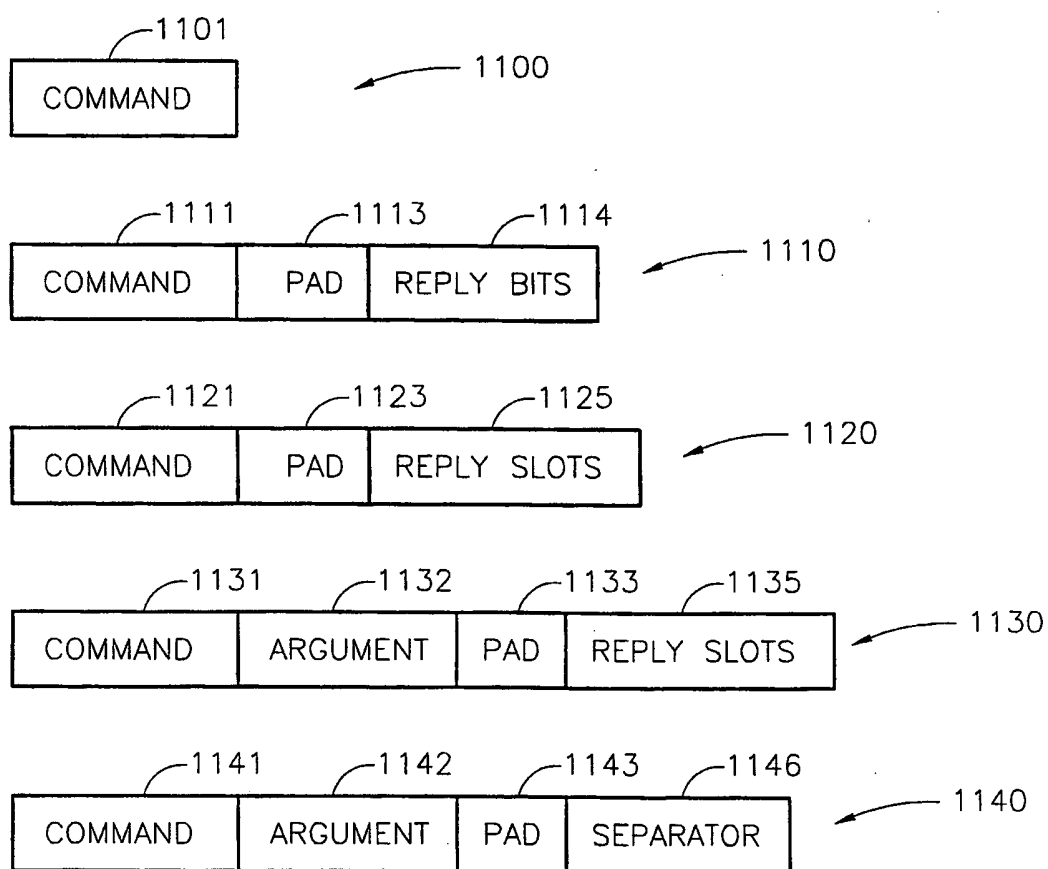 1101
COMMAND
1100
1111 1113 1114
COMMAND PAD REPLY BITS
1110
1121 1123 1125
COMMAND PAD REPLY SLOTS
1120
1131 1132 1133 1135
COMMAND ARGUMENT PAD REPLY SLOTS
1130
1141 1142 1143 1146
COMMAND ARGUMENT PAD SEPARATOR
1140